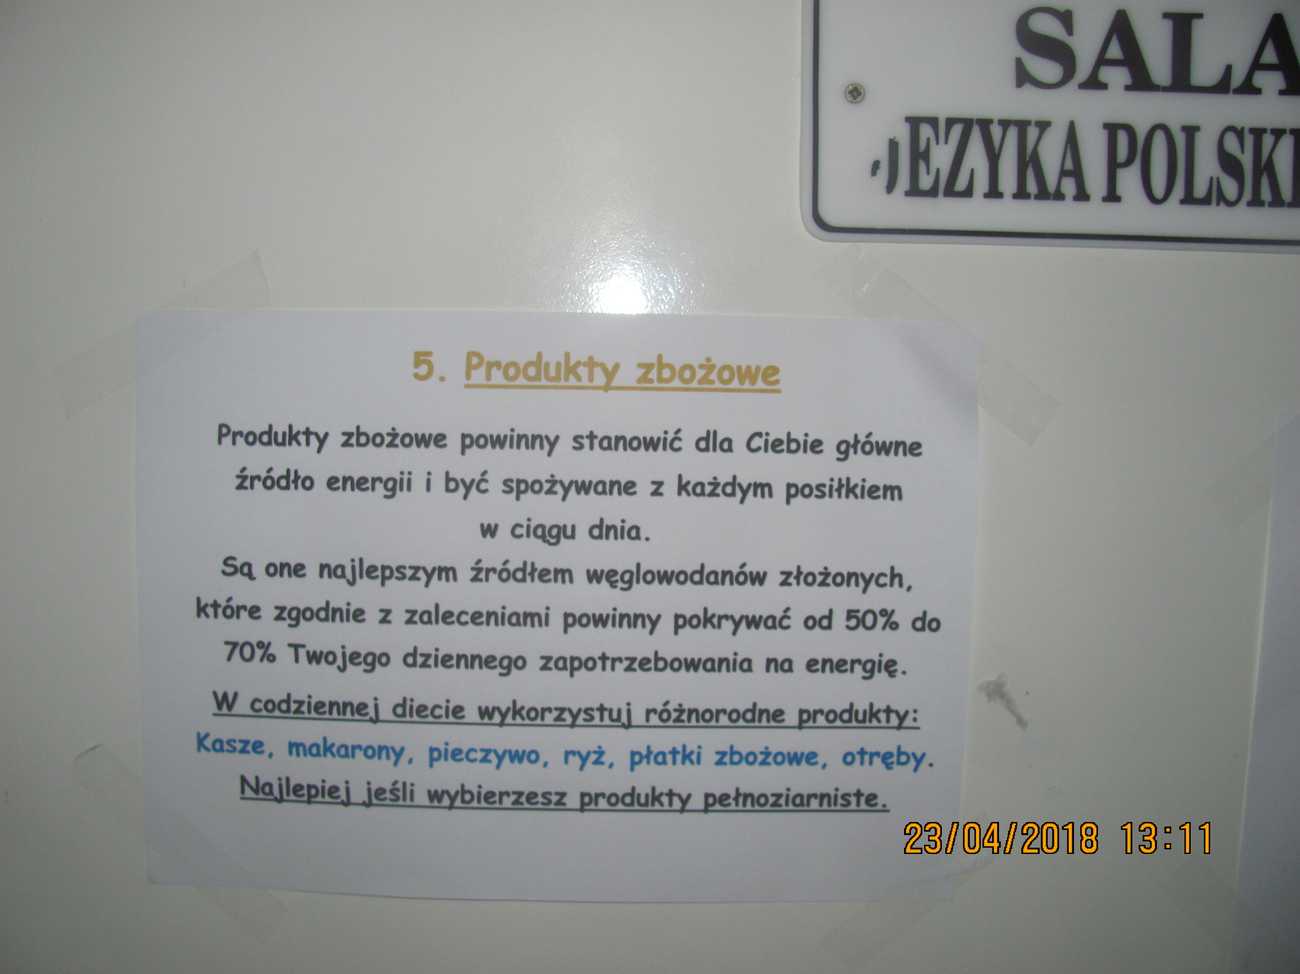 SALA
JEZYKA POLSK
5. Produkty zbożowe
Produkty zbożowe powinny stanowić dla Ciebie główne
źródło energii i być spożywane z każdym posiłkiem
w ciągu dnia.
Są one najlepszym źródłem węglowodanów złożonych,
które zgodnie z zaleceniami powinny pokrywać od 50% do
70% Twojego dziennego zapotrzebowania na energię.
W codziennej diecie wykorzystuj różnorodne produkty:
Kasze, makarony, pieczywo, ryż, płatki zbożowe, otręby.
Najlepiej jeśli wybierzesz produkty pełnoziarniste.
23/04/2018 13:11